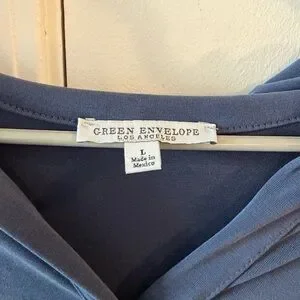 GREEN ENVELOPE
LOS ANGELES
L
Made in
Mexico